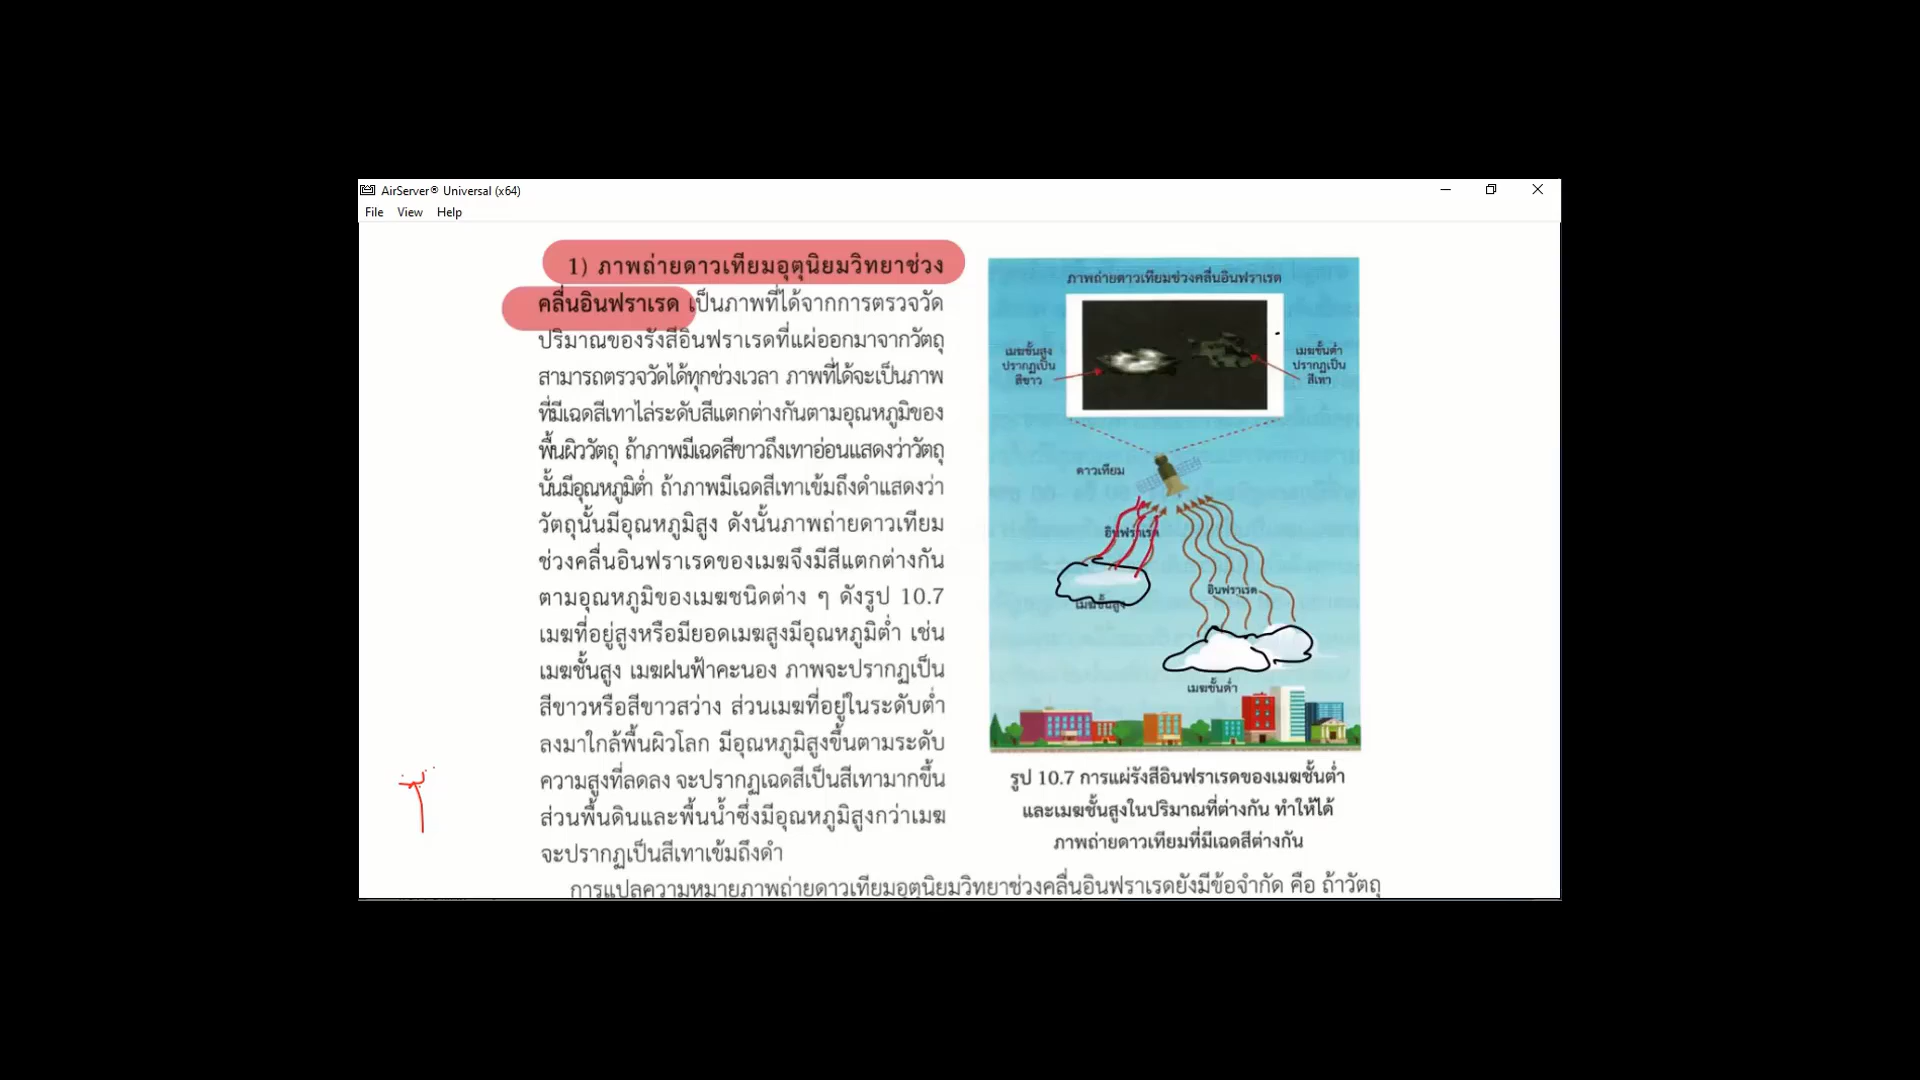 AirServer® Universal (x64)
File View Help
1) ภาพถ่ายดาวเทียมอุตุนิยมวิทยาช่วง
คลื่นอินฟราเรด เป็นภาพที่ได้จากการตรวจวัด
ปริมาณของรังสีอินฟราเรดที่แผ่ออกมาจากวัตถุ
สามารถตรวจวัดได้ทุกช่วงเวลา ภาพที่ได้จะเป็นภาพ
ที่มีเฉดสีเทาไล่ระดับสีแตกต่างกันตามอุณหภูมิของ
พื้นผิววัตถุ ถ้าภาพมีเฉดสีขาวถึงเทาอ่อนแสดงว่าวัตถุ
นั้นมีอุณหภูมิต่ำ ถ้าภาพมีเฉดสีเทาเข้มถึงดำแสดงว่า
วัตถุนั้นมีอุณหภูมิสูง ดังนั้นภาพถ่ายดาวเทียม
ช่วงคลื่นอินฟราเรดของเมฆจึงมีสีแตกต่างกัน
ตามอุณหภูมิของเมฆชนิดต่าง ๆ ดังรูป 10.7
เมฆที่อยู่สูงหรือมียอดเมฆสูงมีอุณหภูมิต่ำ เช่น
เมฆชั้นสูง เมฆฝนฟ้าคะนอง ภาพจะปรากฏเป็น
สีขาวหรือสีขาวสว่าง ส่วนเมฆที่อยู่ในระดับต่ำ
ลงมาใกล้พื้นผิวโลก มีอุณหภูมิสูงขึ้นตามระดับ
ความสูงที่ลดลง จะปรากฏเฉดสีเป็นสีเทามากขึ้น
ส่วนพื้นดินและพื้นน้ำซึ่งมีอุณหภูมิสูงกว่าเมฆ
จะปรากฏเป็นสีเทาเข้มถึงดำ
ภาพถ่ายดาวเทียมช่วงคลื่นอินฟราเรด
เมฆชั้นสูง
ปรากฏเป็น
สีขาว
เมฆชั้นต่ำ
ปรากฏเป็น
สีเทา
ดาวเทียม
อินฟราเรด
เมฆชั้นสูง
อินฟราเรด
เมฆชั้นต่ำ
รูป 10.7 การแผ่รังสีอินฟราเรดของเมฆชั้นต่ำ
และเมฆชั้นสูงในปริมาณที่ต่างกัน ทำให้ได้
ภาพถ่ายดาวเทียมที่มีเฉดสีต่างกัน
การแปลความหมายภาพถ่ายดาวเทียมอุตุนิยมวิทยาช่วงคลื่นอินฟราเรดยังมีข้อจำกัด คือ ถ้าวัตถุ